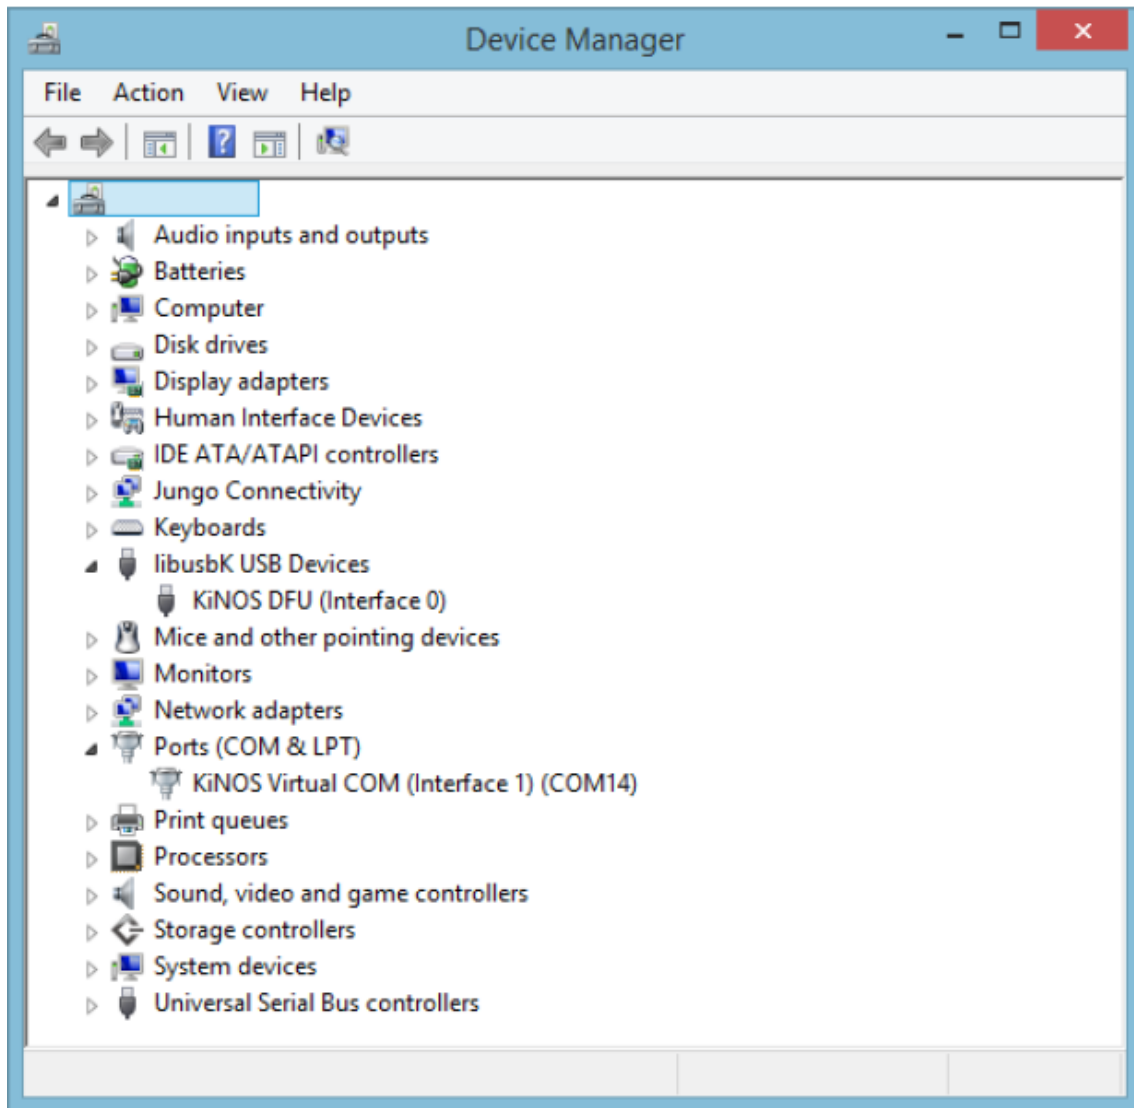 Device Manager
File Action View Help
Audio inputs and outputs
Batteries
Computer
Disk drives
Display adapters
Human Interface Devices
IDE ATA/ATAPI controllers
Jungo Connectivity
Keyboards
libusbK USB Devices
KiNOS DFU (Interface 0)
Mice and other pointing devices
Monitors
Network adapters
Ports (COM & LPT)
KiNOS Virtual COM (Interface 1) (COM14)
Print queues
Processors
Sound, video and game controllers
Storage controllers
System devices
Universal Serial Bus controllers